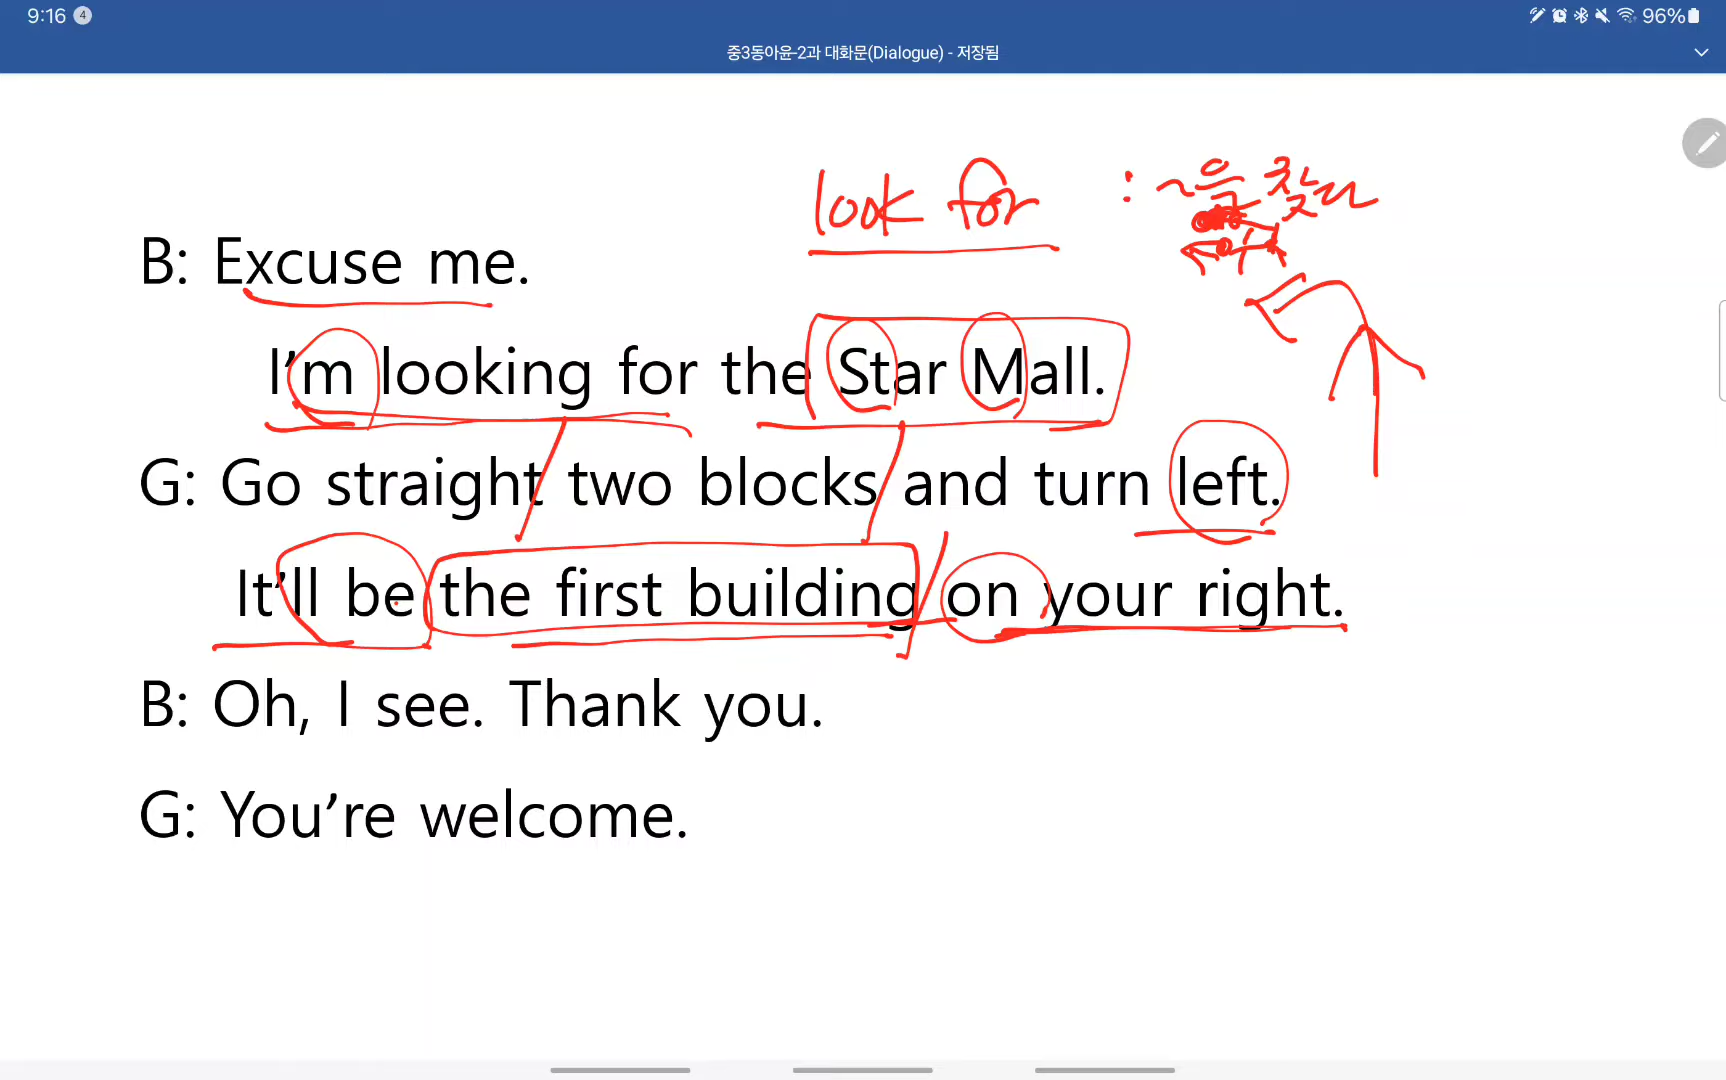 9:16 4 96%
중3동아윤-2과 대화문(Dialogue) - 저장됨
look for : ~을 찾다
B: Excuse me.
I'm looking for the Star Mall.
G: Go straight two blocks and turn left.
It'll be the first building on your right.
B: Oh, I see. Thank you.
G: You're welcome.